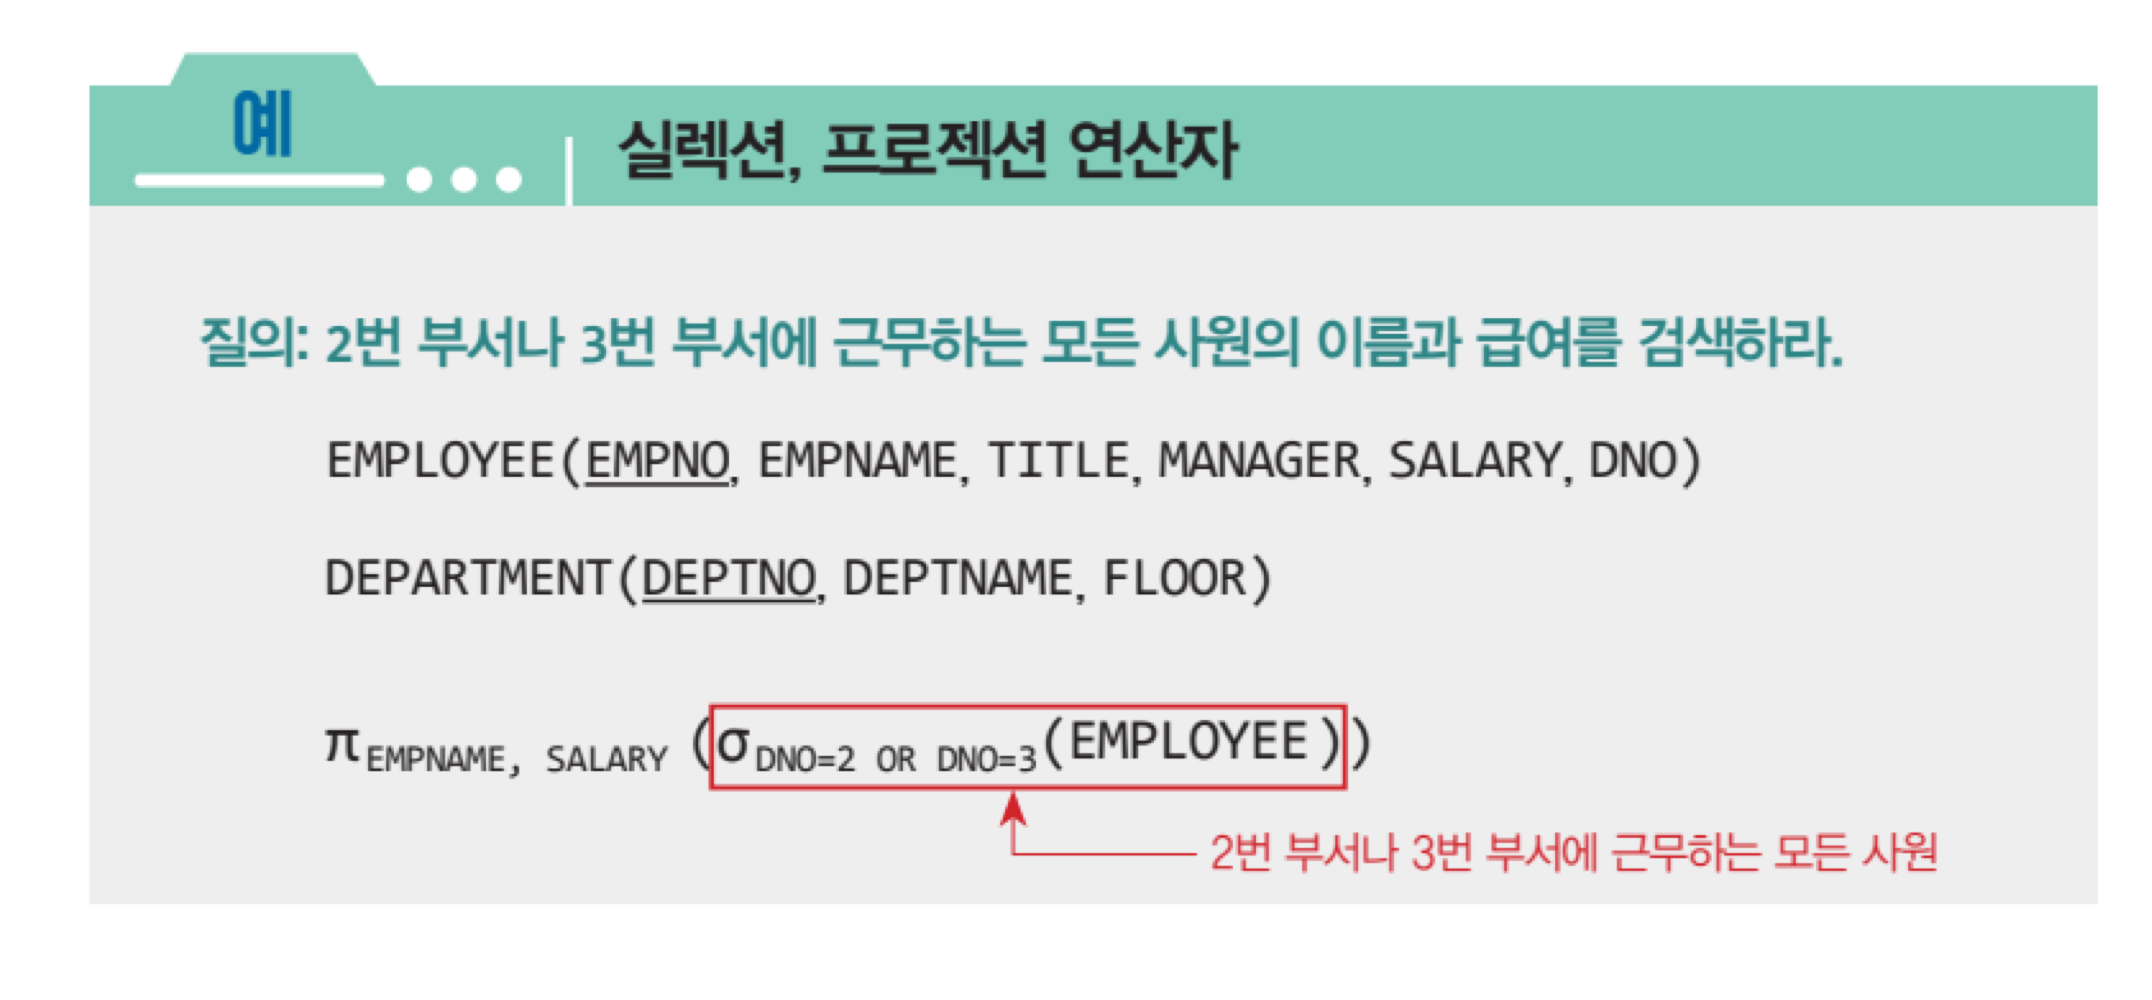 예
실렉션, 프로젝션 연산자
질의: 2번 부서나 3번 부서에 근무하는 모든 사원의 이름과 급여를 검색하라.
EMPLOYEE(EMPNO, EMPNAME, TITLE, MANAGER, SALARY, DNO)
DEPARTMENT(DEPTNO, DEPTNAME, FLOOR)
π EMPNAME, SALARY (σ DNO=2 OR DNO=3(EMPLOYEE))
2번 부서나 3번 부서에 근무하는 모든 사원